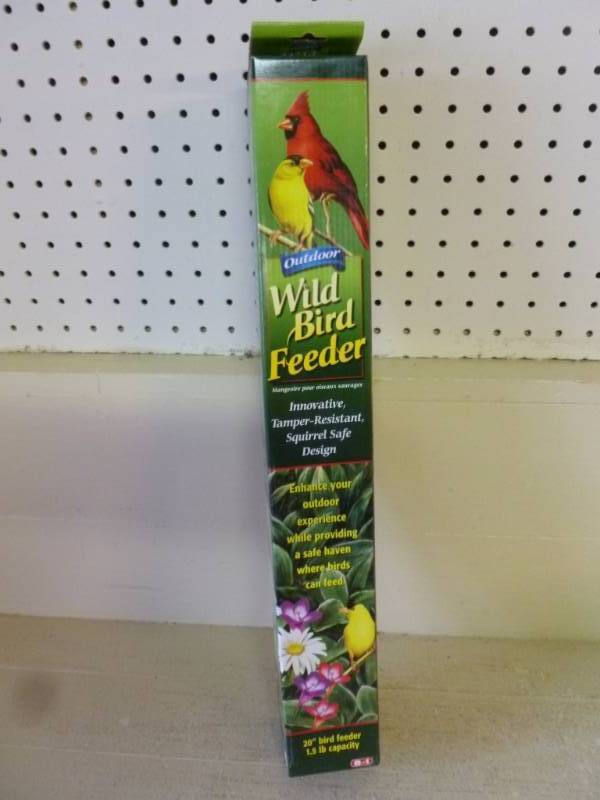 Outdoor
Wild
Bird
Feeder
Mangeoire pour oiseaux sauvages
Innovative,
Tamper-Resistant,
Squirrel Safe
Design
Enhance your
outdoor
experience
while providing
a safe haven
where birds
can feed
20" bird feeder
1.5 lb capacity